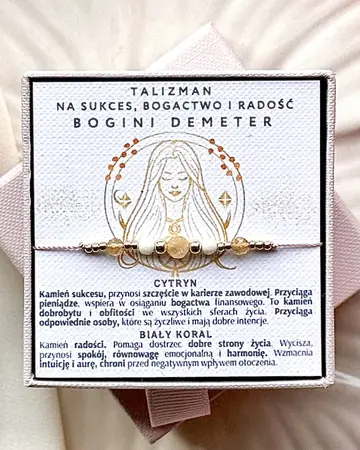 TALIZMAN
NA SUKCES, BOGACTWO I RADOŚĆ
BOGINI DEMETER
CYTRYN
Kamień sukcesu, przynosi szczęście w karierze zawodowej. Przyciąga
pieniądze, wspiera w osiąganiu bogactwa finansowego. To kamień
dobrobytu i obfitości we wszystkich sferach życia. Przyciąga
odpowiednie osoby, które są życzliwe i mają dobre intencje.
BIAŁY KORAL
Kamień radości. Pomaga dostrzec dobre strony życia. Wycisza,
przynosi spokój, równowagę emocjonalną i harmonię. Wzmacnia
intuicję i aurę, chroni przed negatywnym wpływem otoczenia.